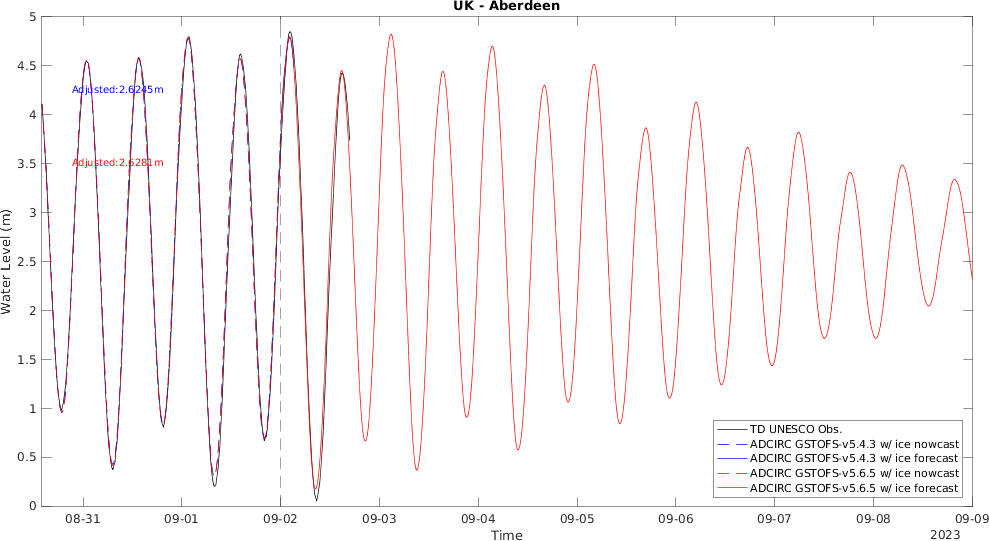 UK - Aberdeen
5
4.5
4
3.5
3
2.5
2
1.5
1
0.5
0
Water Level (m)
Adjusted:2.6245m
Adjusted:2.6281m
TD UNESCO Obs.
ADCIRC GSTOFS-v5.4.3 w/ ice nowcast
ADCIRC GSTOFS-v5.4.3 w/ ice forecast
ADCIRC GSTOFS-v5.6.5 w/ ice nowcast
ADCIRC GSTOFS-v5.6.5 w/ ice forecast
08-31 09-01 09-02 09-03 09-04 09-05 09-06 09-07 09-08 09-09
Time
2023